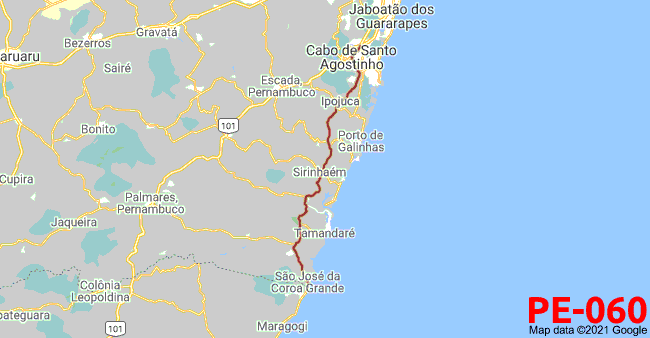 Jaboatão dos
Guararapes
Gravatá
Bezerros
aruaru
Cabo de Santo
Agostinho
Sairé
Escada,
Pernambuco
Ipojuca
101
Bonito
Porto de
Galinhas
Cupira
Sirinhaém
Palmares,
Pernambuco
Jaqueira
Tamandaré
São José da
Coroa Grande
Colônia
Leopoldina
pateguara
101
Maragogi
PE-060
Map data ©2021 Google